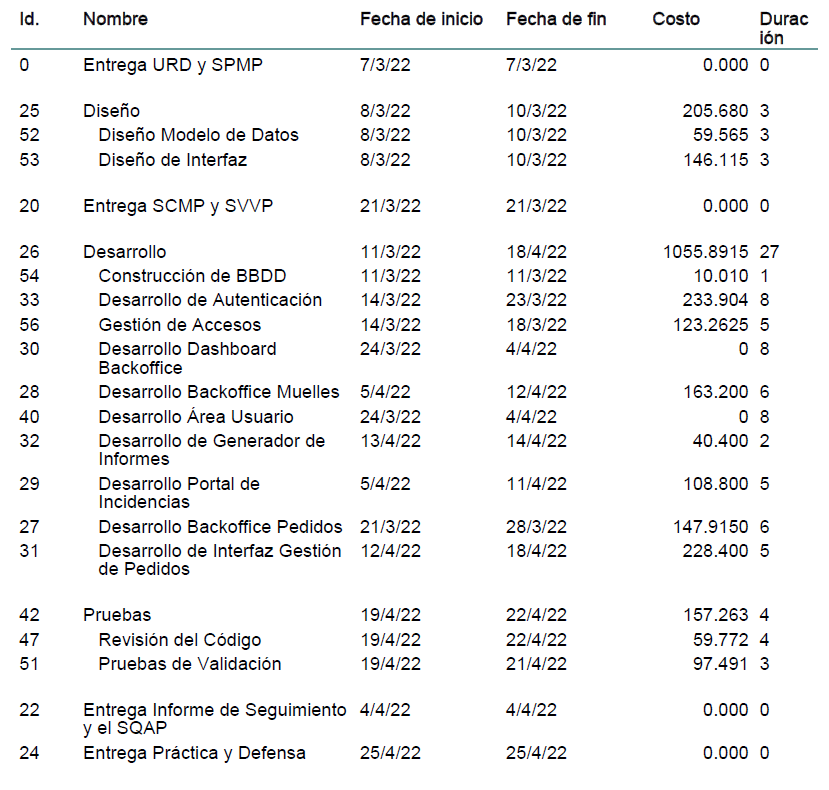 Id. Nombre Fecha de inicio Fecha de fin Costo Durac
ión
0 Entrega URD y SPMP 7/3/22 7/3/22 0.000 0
25 Diseño 8/3/22 10/3/22 205.680 3
52 Diseño Modelo de Datos 8/3/22 10/3/22 59.565 3
53 Diseño de Interfaz 8/3/22 10/3/22 146.115 3
20 Entrega SCMP y SVVP 21/3/22 21/3/22 0.000 0
26 Desarrollo 11/3/22 18/4/22 1055.8915 27
54 Construcción de BBDD 11/3/22 11/3/22 10.010 1
33 Desarrollo de Autenticación 14/3/22 23/3/22 233.904 8
56 Gestión de Accesos 14/3/22 18/3/22 123.2625 5
30 Desarrollo Dashboard 24/3/22 4/4/22 0 8
Backoffice
28 Desarrollo Backoffice Muelles 5/4/22 12/4/22 163.200 6
40 Desarrollo Área Usuario 24/3/22 4/4/22 0 8
32 Desarrollo de Generador de 13/4/22 14/4/22 40.400 2
Informes
29 Desarrollo Portal de 5/4/22 11/4/22 108.800 5
Incidencias
27 Desarrollo Backoffice Pedidos 21/3/22 28/3/22 147.9150 6
31 Desarrollo de Interfaz Gestión 12/4/22 18/4/22 228.400 5
de Pedidos
42 Pruebas 19/4/22 22/4/22 157.263 4
47 Revisión del Código 19/4/22 22/4/22 59.772 4
51 Pruebas de Validación 19/4/22 21/4/22 97.491 3
22 Entrega Informe de Seguimiento 4/4/22 4/4/22 0.000 0
y el SQAP
24 Entrega Práctica y Defensa 25/4/22 25/4/22 0.000 0